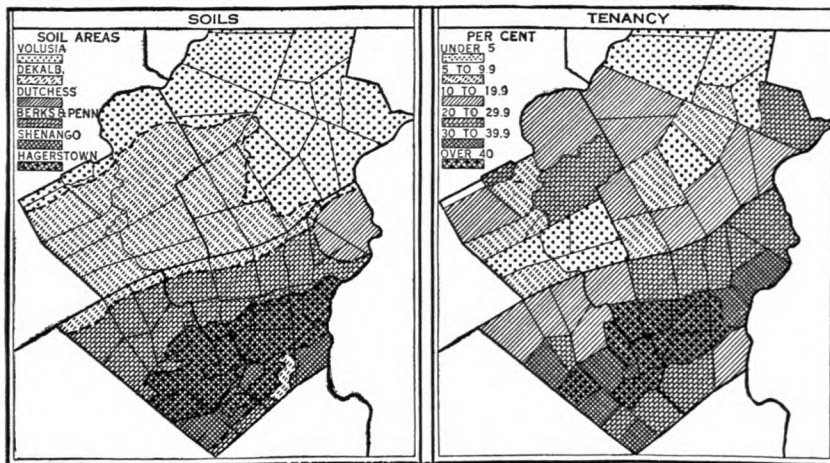 SOILS
SOIL AREAS
VOLUSIA
DEKALB,
DUTCHESS
BERKS & PENN
SHENANGO
HAGERSTOWN
TENANCY
PER CENT
UNDER 5
5 TO 9.9
10 TO 19.9
20 TO 29.9
30 TO 39.9
OVER 40